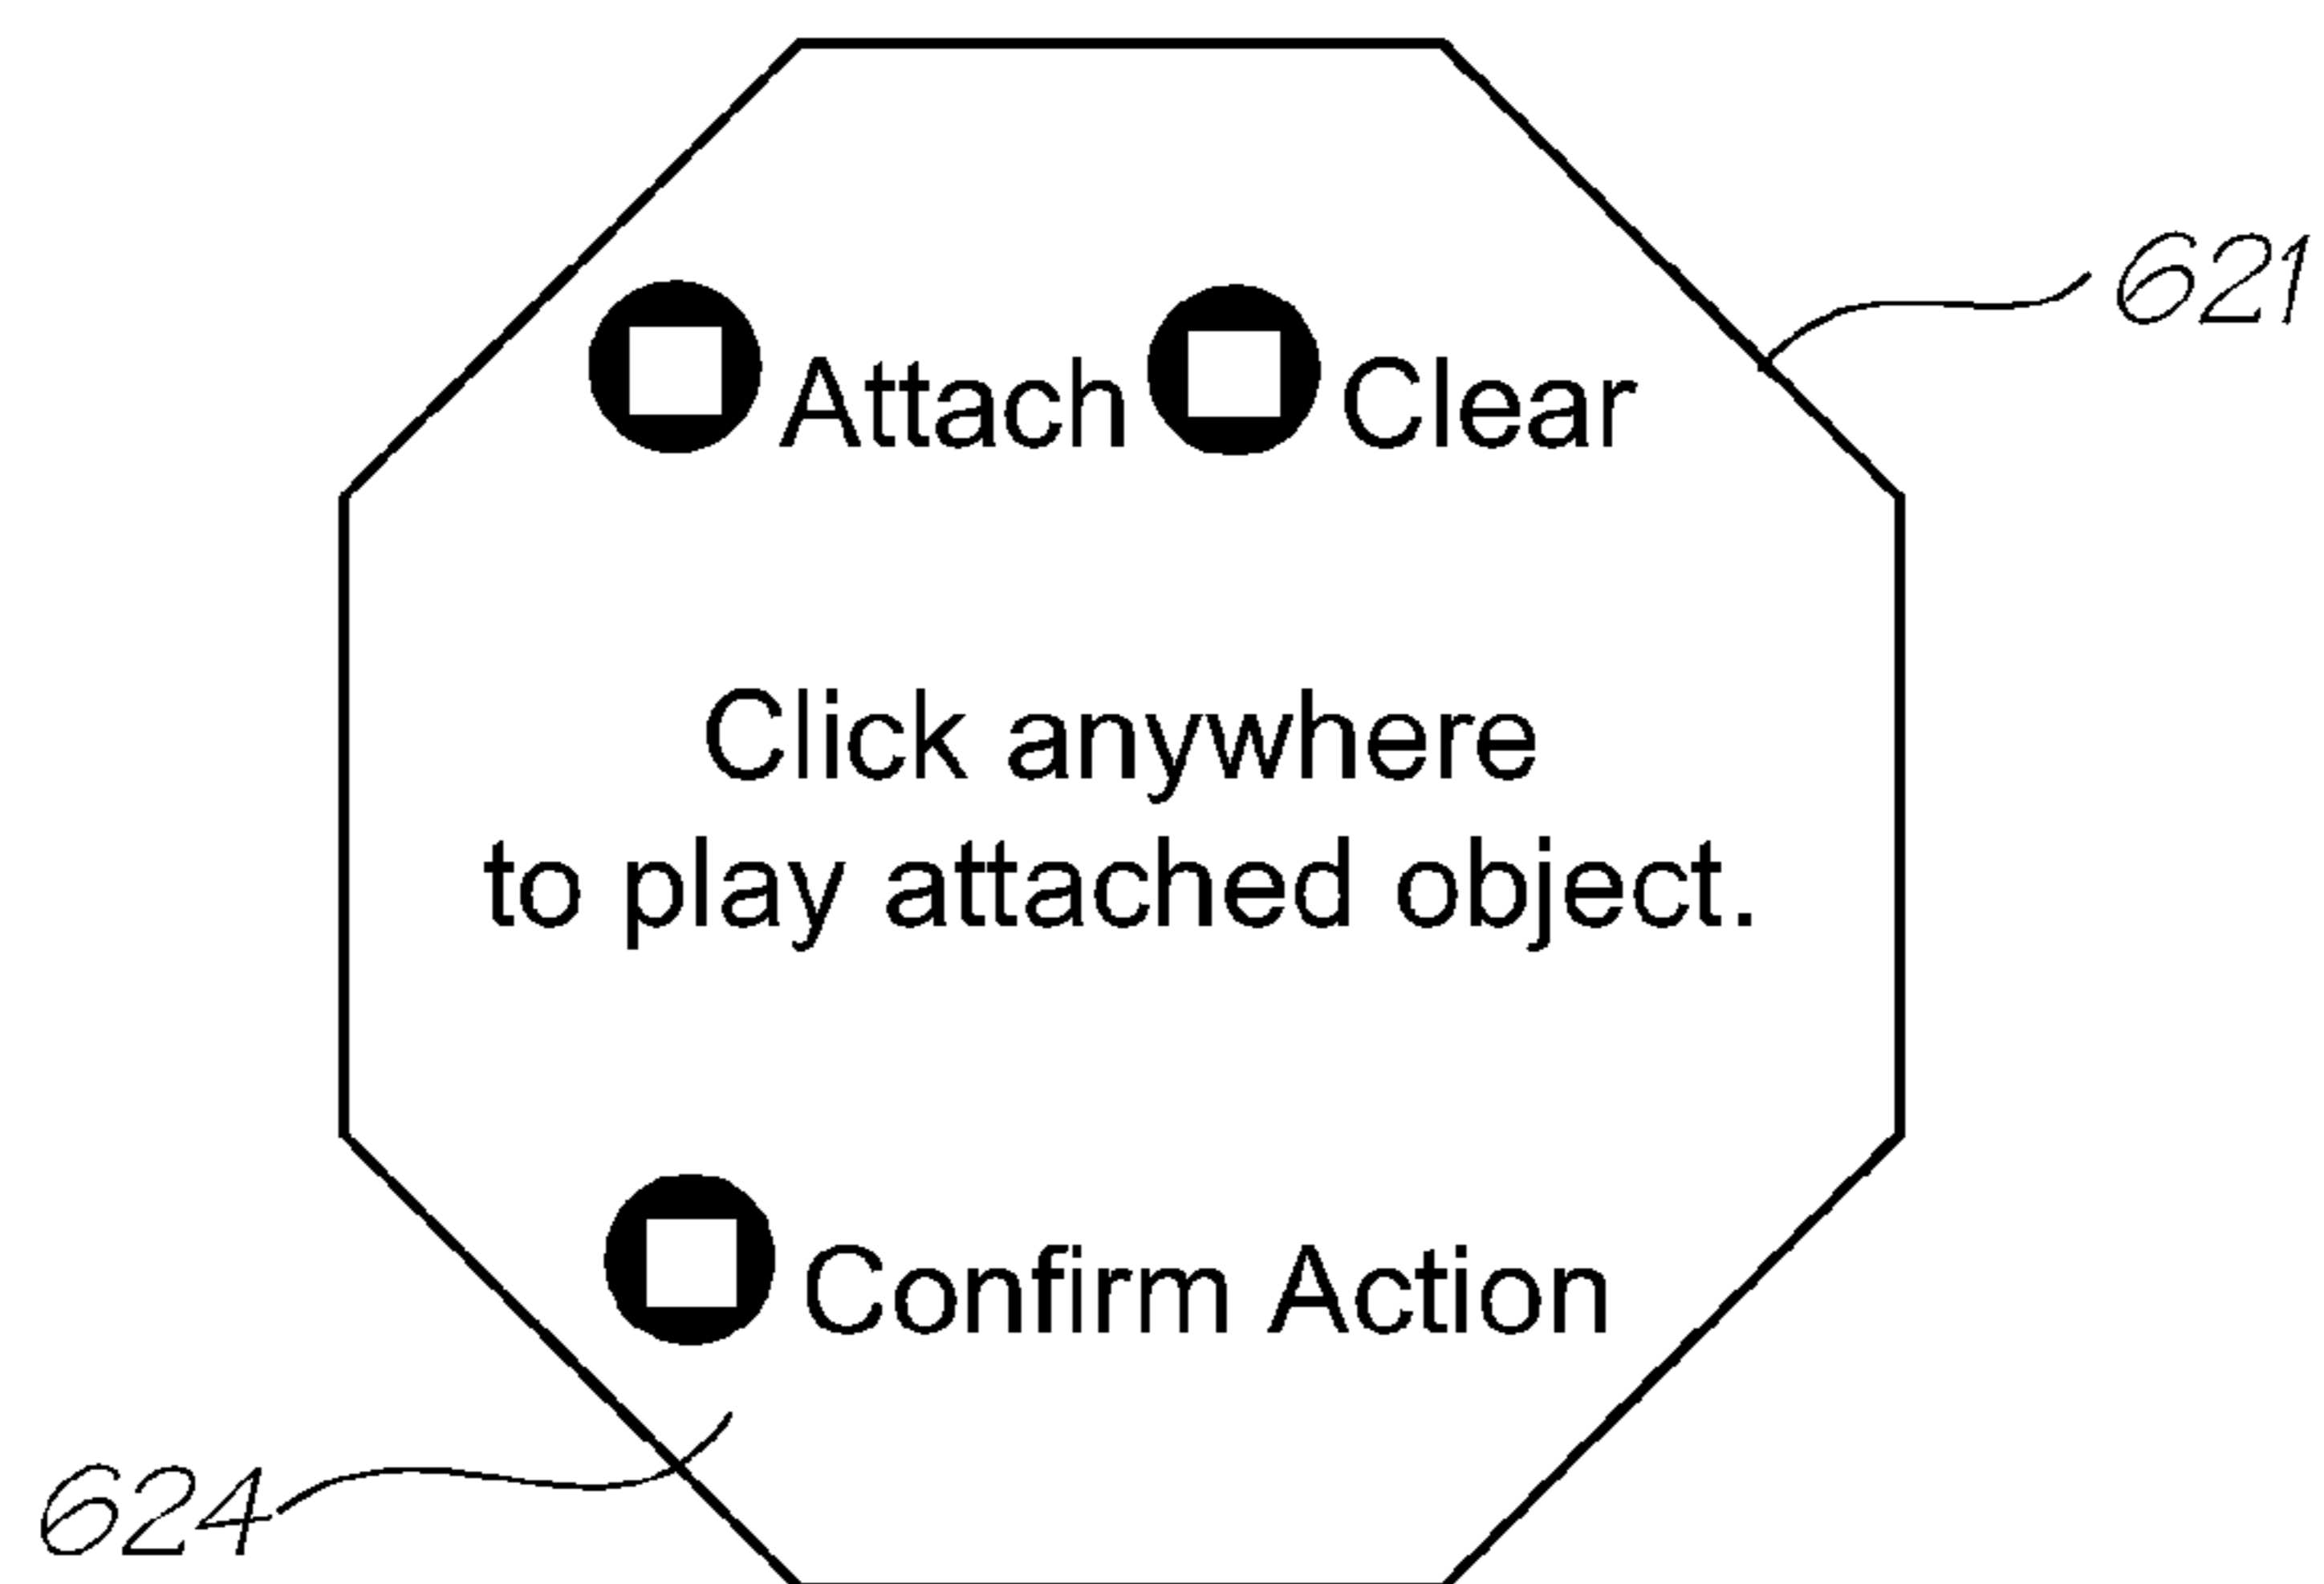 621
Attach Clear
Click anywhere
to play attached object.
Confirm Action
624